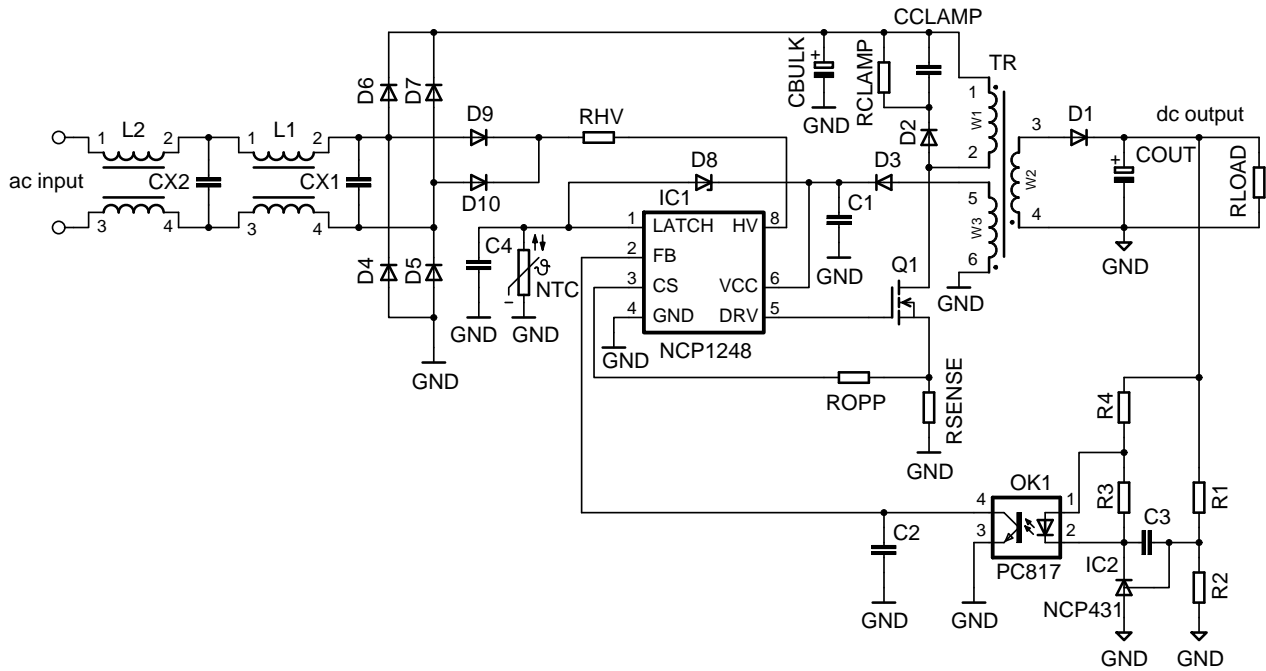 CCLAMP
TR
D6
D7
CBULK
+
RCLAMP
1
W1
2
GND
D2
L2
1
2
L1
1
2
D9
RHV
3
D1
dc output
W2
+
COUT
RLOAD
4
GND
ac input
CX2
CX1
D10
D8
D3
C1
GND
5
W3
6
GND
3
4
3
4
IC1
1
LATCH
HV
8
2
FB
3
CS
VCC
6
4
GND
DRV
5
NCP1248
GND
C4
GND
ϑ
NTC
GND
D4
D5
GND
Q1
ROPP
RSENSE
GND
R4
R3
R1
OK1
4
1
3
2
PC817
C3
C2
GND
GND
IC2
NCP431
R2
GND
GND